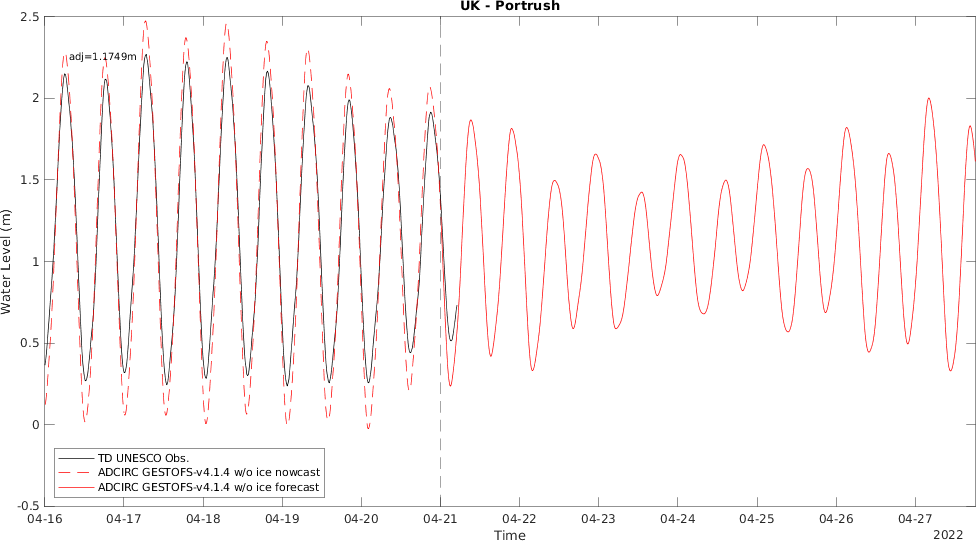 UK - Portrush
2.5
adj=1.1749m
2
1.5
1
0.5
0
-0.5
Water Level (m)
TD UNESCO Obs.
ADCIRC GESTOFS-v4.1.4 w/o ice nowcast
ADCIRC GESTOFS-v4.1.4 w/o ice forecast
04-16 04-17 04-18 04-19 04-20 04-21 04-22 04-23 04-24 04-25 04-26 04-27
Time
2022